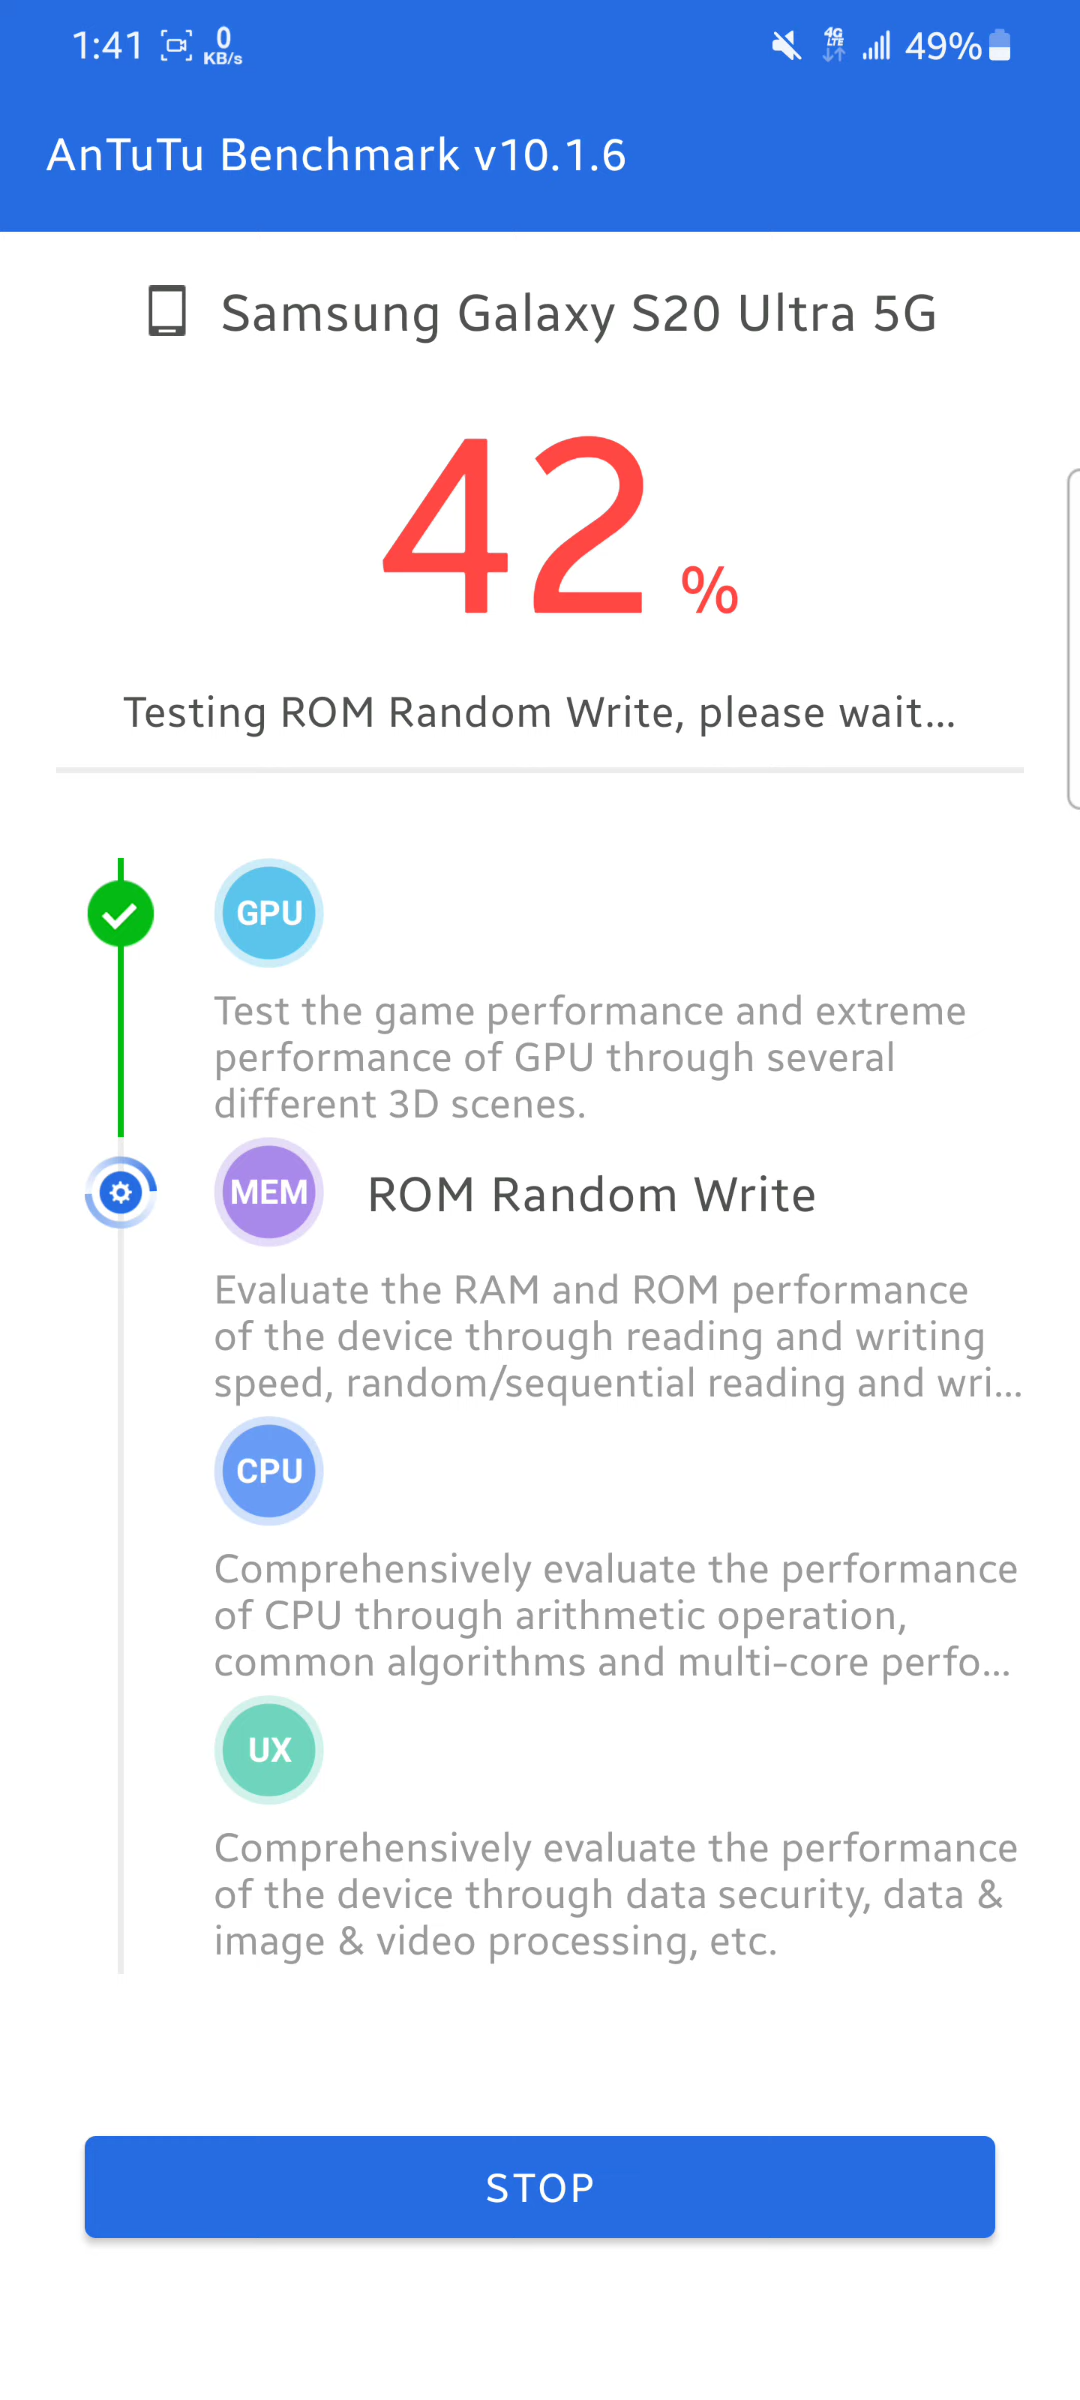 1:41 0 KB/s 4G LTE 49%
AnTuTu Benchmark v10.1.6
Samsung Galaxy S20 Ultra 5G
42 %
Testing ROM Random Write, please wait...
GPU
Test the game performance and extreme
performance of GPU through several
different 3D scenes.
MEM ROM Random Write
Evaluate the RAM and ROM performance
of the device through reading and writing
speed, random/sequential reading and wri...
CPU
Comprehensively evaluate the performance
of CPU through arithmetic operation,
common algorithms and multi-core perfo...
UX
Comprehensively evaluate the performance
of the device through data security, data &
image & video processing, etc.
STOP